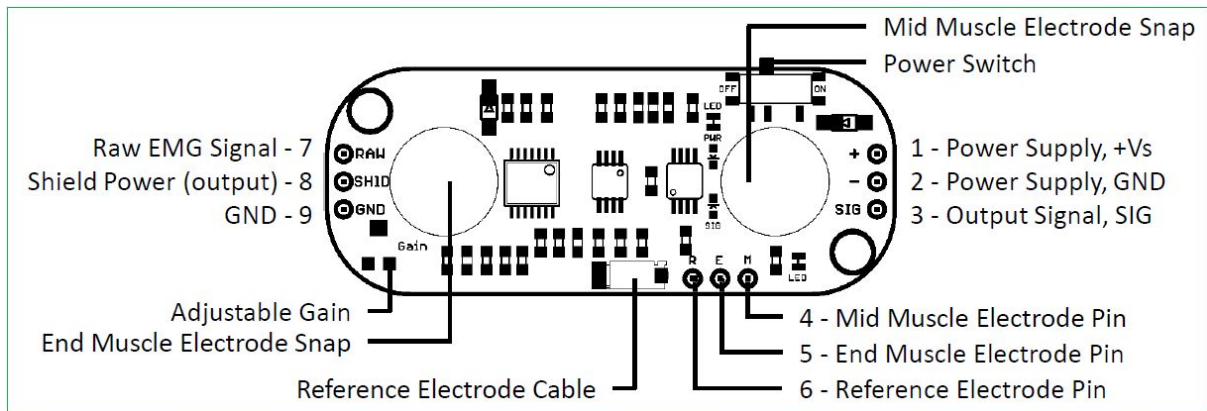 Mid Muscle Electrode Snap
Power Switch
OFF
ON
LED
PWR
Raw EMG Signal - 7
RAW
+
1 - Power Supply, +Vs
Shield Power (output) - 8
SHID
-
2 - Power Supply, GND
GND - 9
GND
SIG
3 - Output Signal, SIG
SIG
Gain
R E M
LED
Adjustable Gain
4 - Mid Muscle Electrode Pin
End Muscle Electrode Snap
5 - End Muscle Electrode Pin
Reference Electrode Cable
6 - Reference Electrode Pin